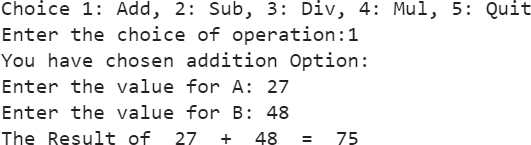 Choice 1: Add, 2: Sub, 3: Div, 4: Mul, 5: Quit
Enter the choice of operation:1
You have chosen addition Option:
Enter the value for A: 27
Enter the value for B: 48
The Result of  27  +  48  =  75